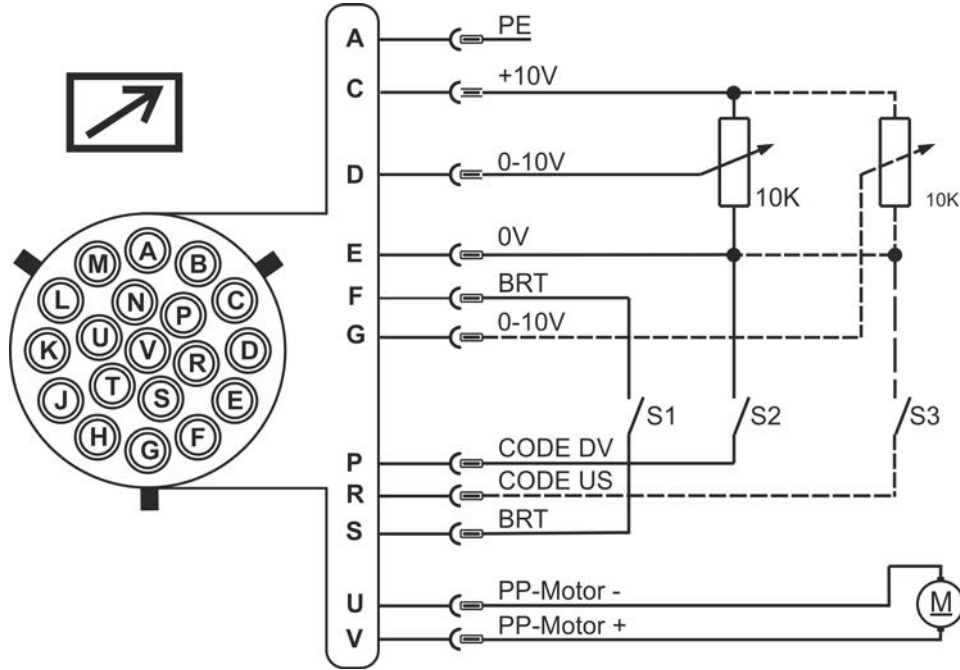 A PE
C +10V
D 0-10V
10K
10K
E 0V
F BRT
G 0-10V
S1 S2 S3
P CODE DV
R CODE US
S BRT
U PP-Motor -
V PP-Motor +
M
A
M B
L N P C
K U V R D
J T S E
H G F